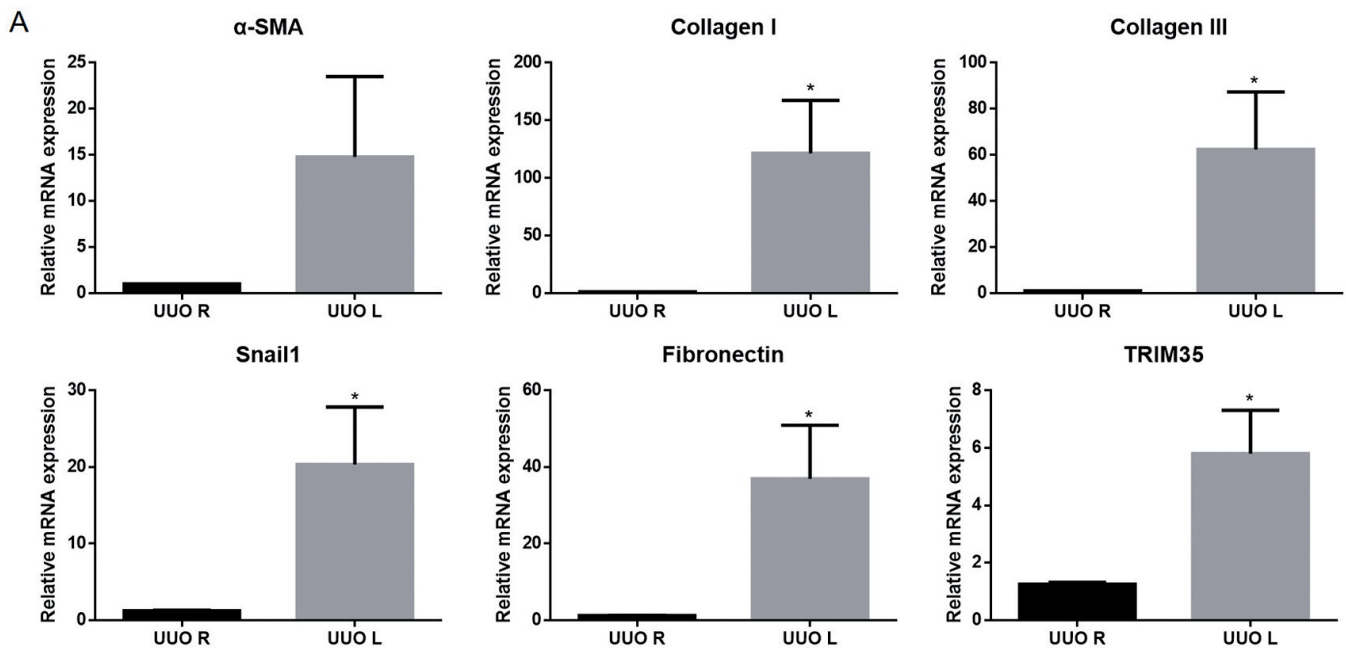 A
α-SMA
Relative mRNA expression
25
20
15
10
5
0
UUO R
UUO L
Collagen I
Relative mRNA expression
200
150
100
50
0
*
UUO R
UUO L
Collagen III
Relative mRNA expression
100
80
60
40
20
0
*
UUO R
UUO L
Snail1
Relative mRNA expression
30
20
10
0
*
UUO R
UUO L
Fibronectin
Relative mRNA expression
60
40
20
0
*
UUO R
UUO L
TRIM35
Relative mRNA expression
8
6
4
2
0
*
UUO R
UUO L